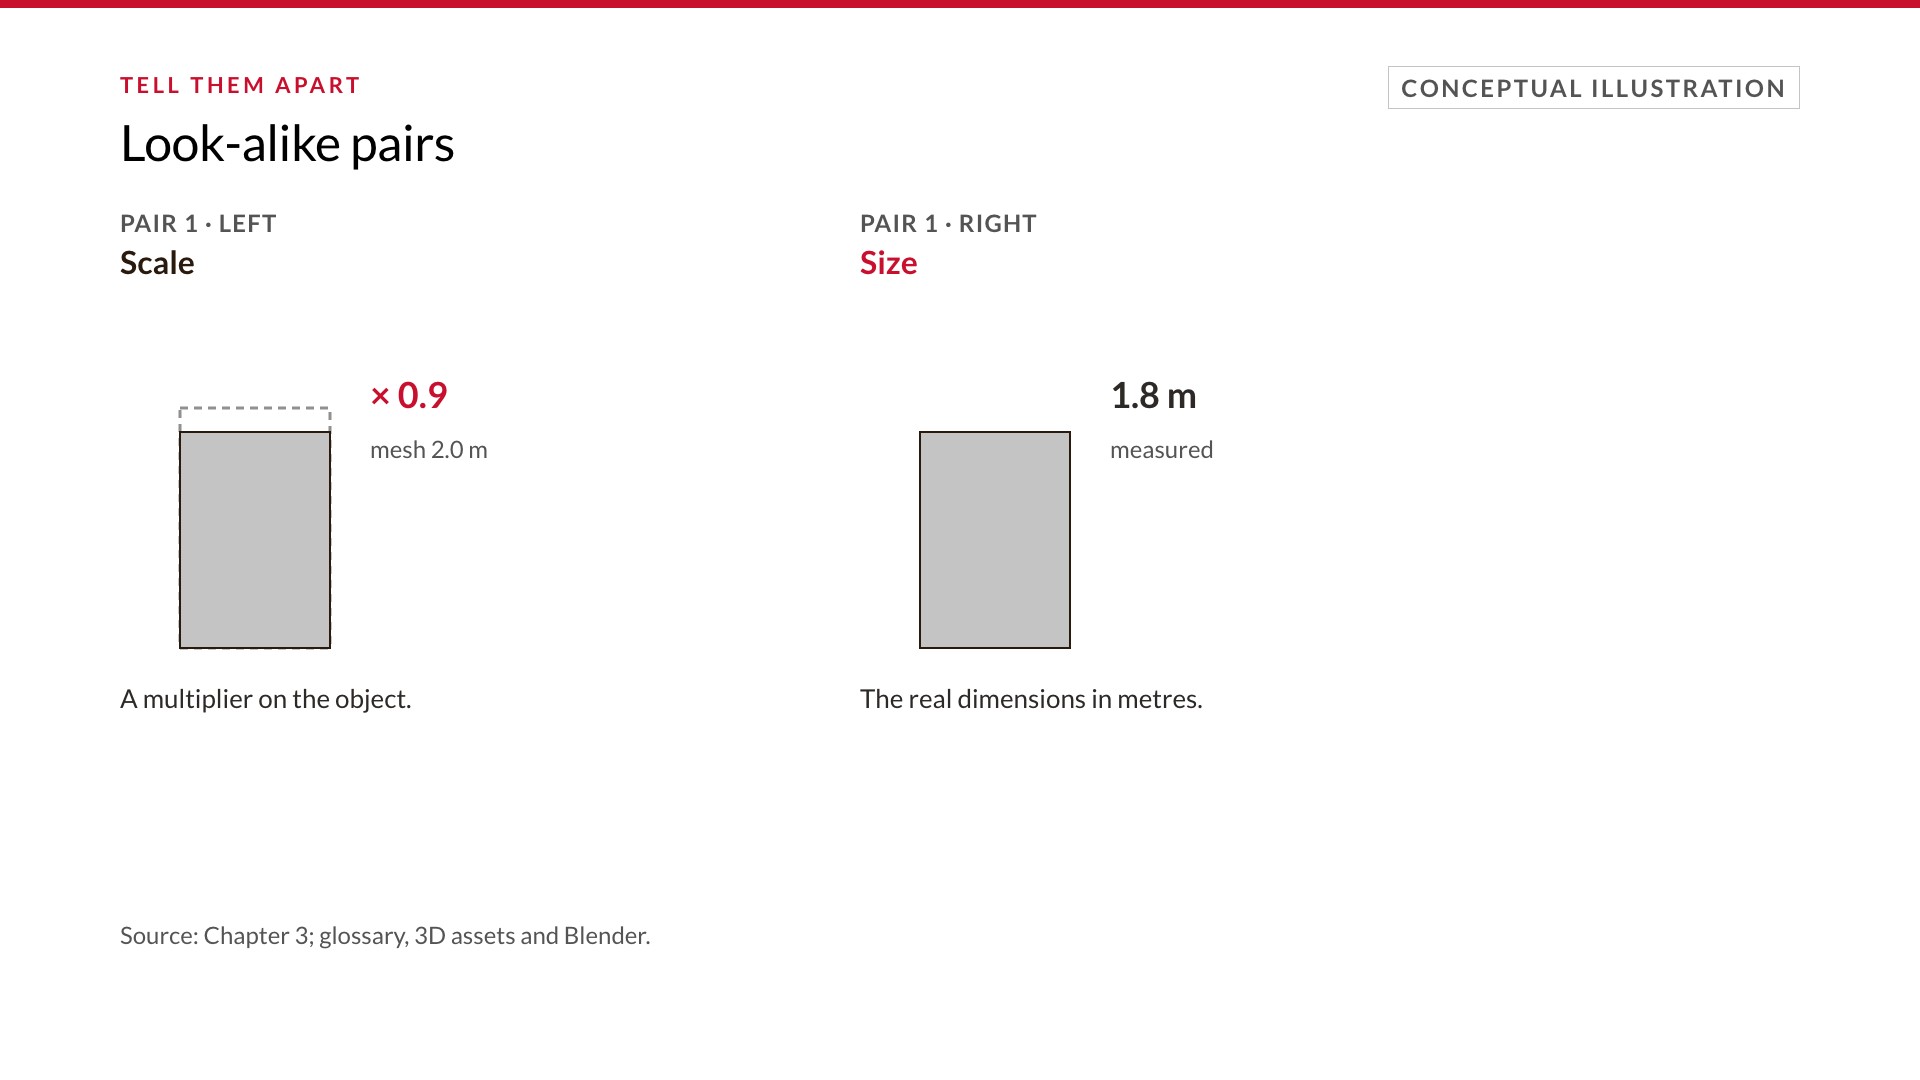 TELL THEM APART
CONCEPTUAL ILLUSTRATION
Look-alike pairs
PAIR 1 · LEFT
Scale
× 0.9
mesh 2.0 m
A multiplier on the object.
PAIR 1 · RIGHT
Size
1.8 m
measured
The real dimensions in metres.
Source: Chapter 3; glossary, 3D assets and Blender.